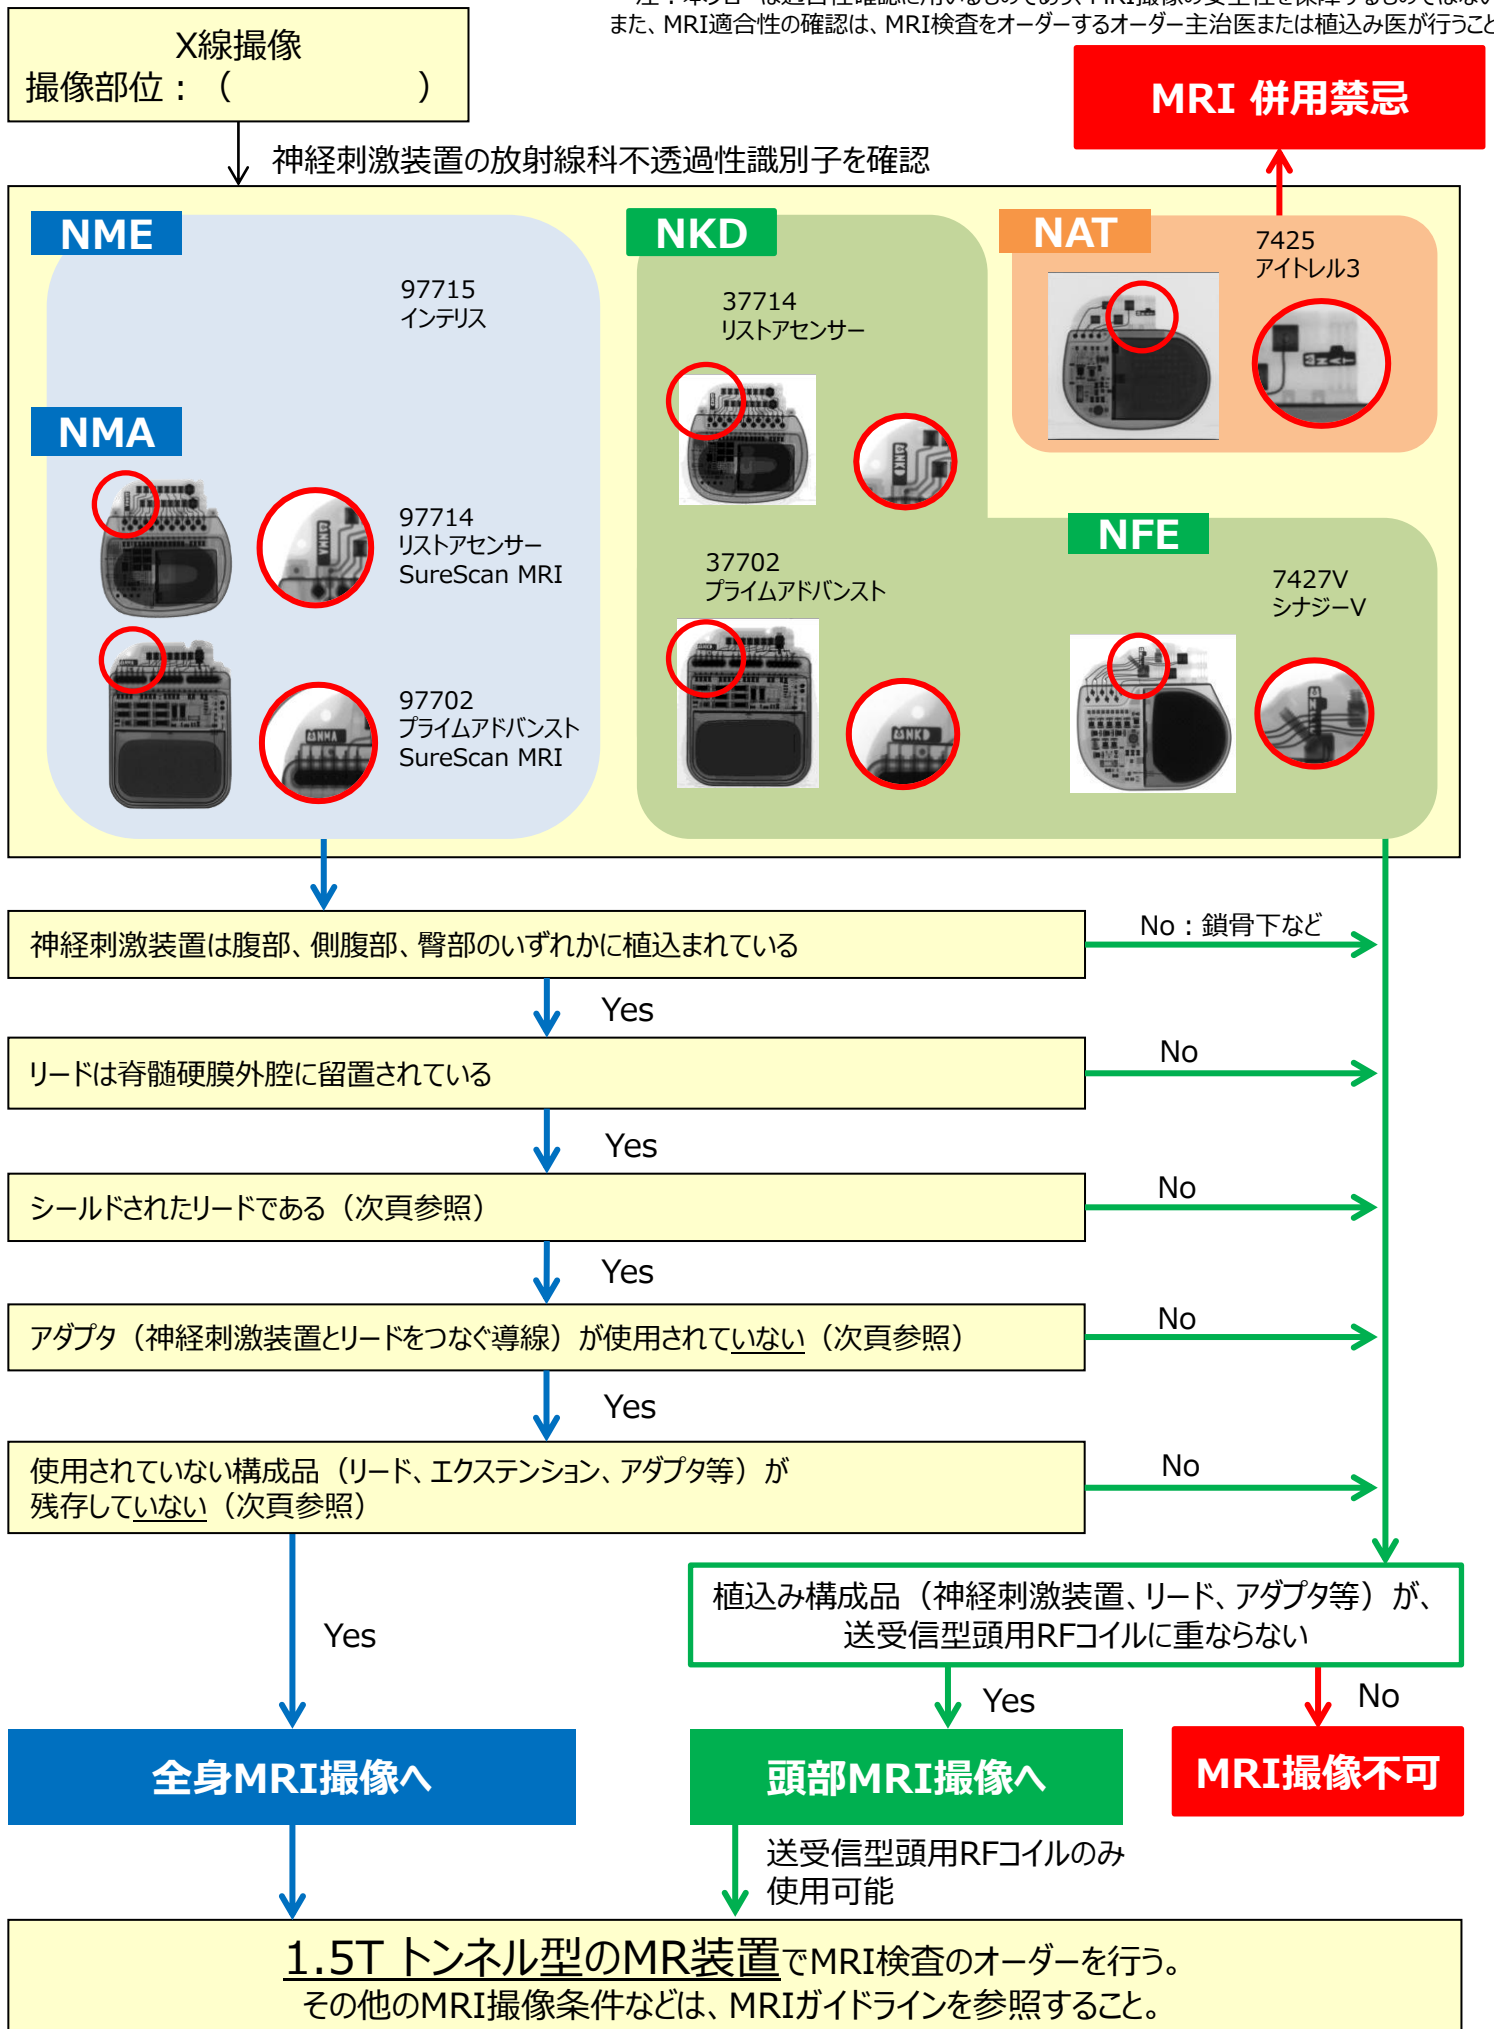 また、MRI適合性の確認は、MRI検査をオーダーするオーダー主治医または植込み医が行うこと
X線撮像
撮像部位：（　　　　　　）
MRI 併用禁忌
神経刺激装置の放射線科不透過性識別子を確認
NME
97715
インテリス
NMA
NMA
97714
リストアセンサー
SureScan MRI
NMA
97702
プライムアドバンスト
SureScan MRI
NKD
37714
リストアセンサー
NKD
37702
プライムアドバンスト
NKD
NAT
7425
アイトレル3
NAT
NFE
7427V
シナジーV
神経刺激装置は腹部、側腹部、臀部のいずれかに植込まれている
No：鎖骨下など
Yes
リードは脊髄硬膜外腔に留置されている
No
Yes
シールドされたリードである（次頁参照）
No
Yes
アダプタ（神経刺激装置とリードをつなぐ導線）が使用されていない（次頁参照）
No
Yes
使用されていない構成品（リード、エクステンション、アダプタ等）が
残存していない（次頁参照）
No
Yes
植込み構成品（神経刺激装置、リード、アダプタ等）が、
送受信型頭用RFコイルに重ならない
Yes
No
全身MRI撮像へ
頭部MRI撮像へ
MRI撮像不可
送受信型頭用RFコイルのみ
使用可能
1.5T トンネル型のMR装置でMRI検査のオーダーを行う。
その他のMRI撮像条件などは、MRIガイドラインを参照すること。